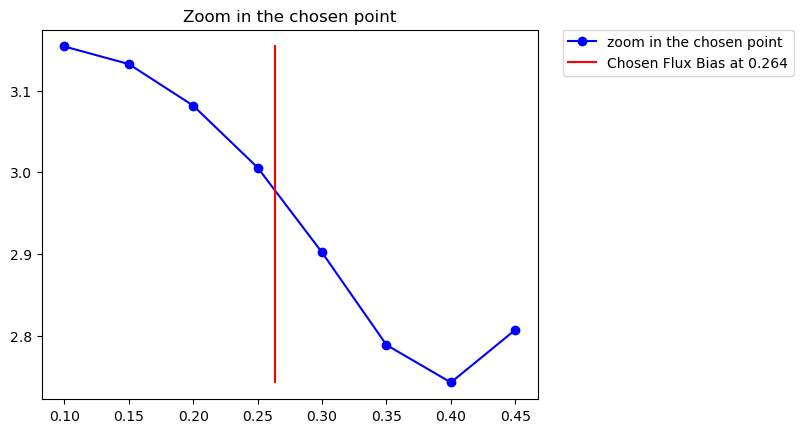 Zoom in the chosen point
zoom in the chosen point
Chosen Flux Bias at 0.264
3.1
3.0
2.9
2.8
0.10 0.15 0.20 0.25 0.30 0.35 0.40 0.45